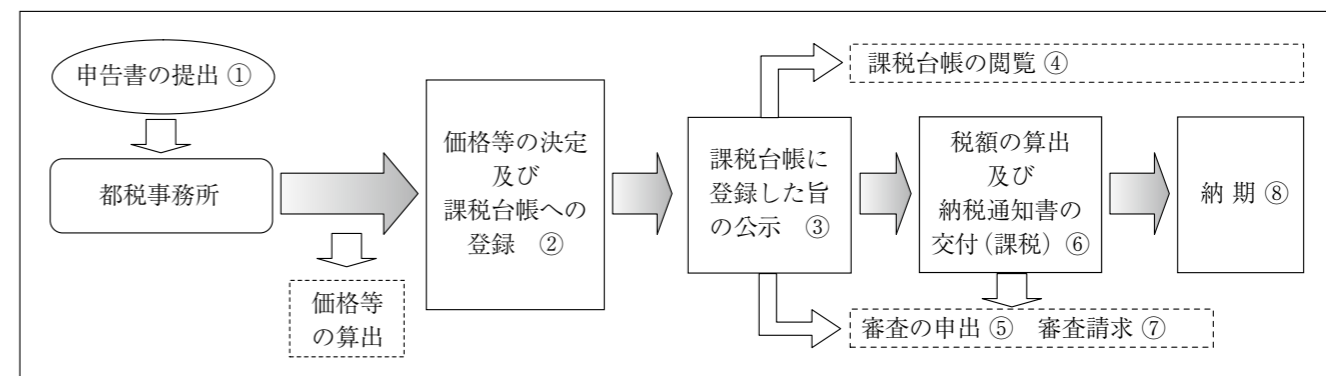 申告書の提出 ①
都税事務所
価格等
の算出
価格等の決定
及び
課税台帳への
登録 ②
課税台帳に
登録した旨
の公示 ③
課税台帳の閲覧 ④
税額の算出
及び
納税通知書の
交付(課税) ⑥
審査の申出 ⑤ 審査請求 ⑦
納 期 ⑧